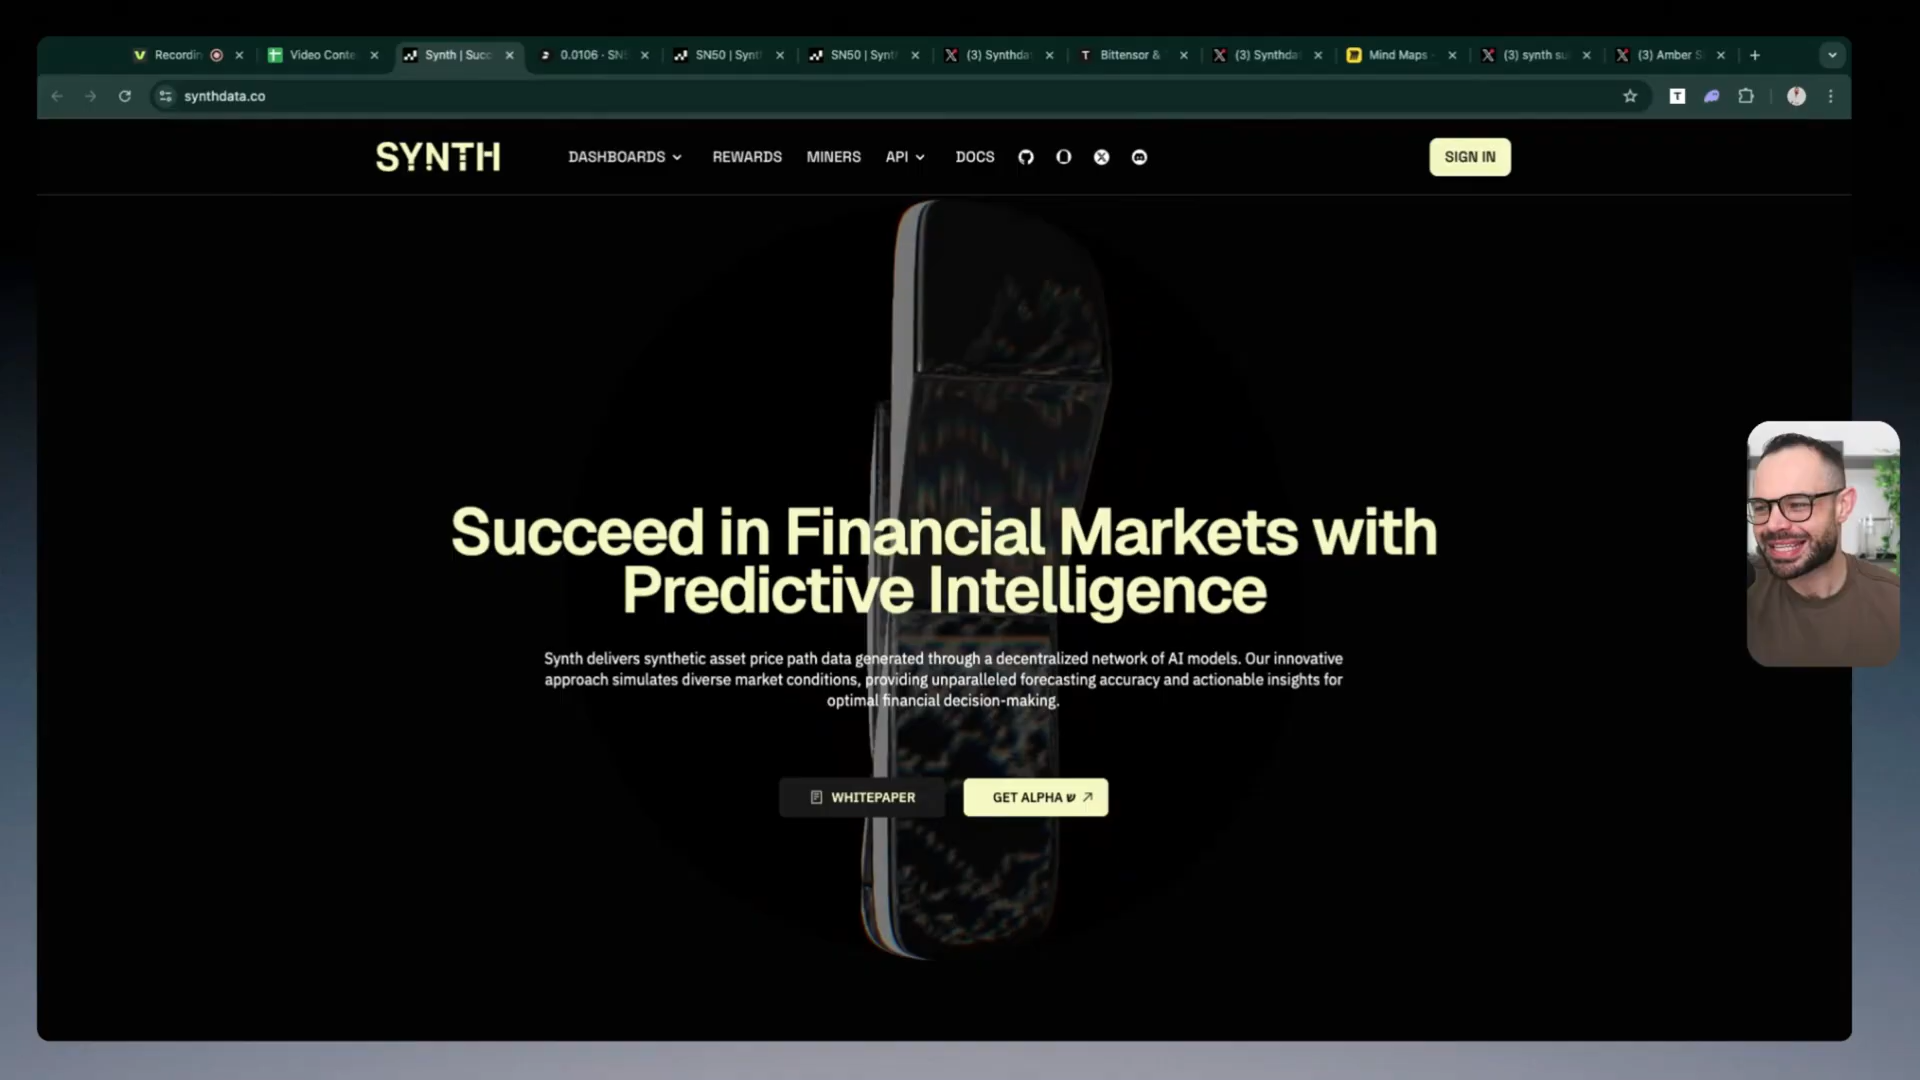 Recordin
Video Conte
Synth | Succ
0.0106 · SN5
SN50 | Synth
SN50 | Synth
(3) Synthda
Bittensor &
(3) Synthda
Mind Maps -
(3) synth su
(3) Amber S
synthdata.co
T
SYNTH
DASHBOARDS
REWARDS
MINERS
API
DOCS
SIGN IN
Succeed in Financial Markets with
Predictive Intelligence
Synth delivers synthetic asset price path data generated through a decentralized network of AI models. Our innovative
approach simulates diverse market conditions, providing unparalleled forecasting accuracy and actionable insights for
optimal financial decision-making.
WHITEPAPER
GET ALPHA